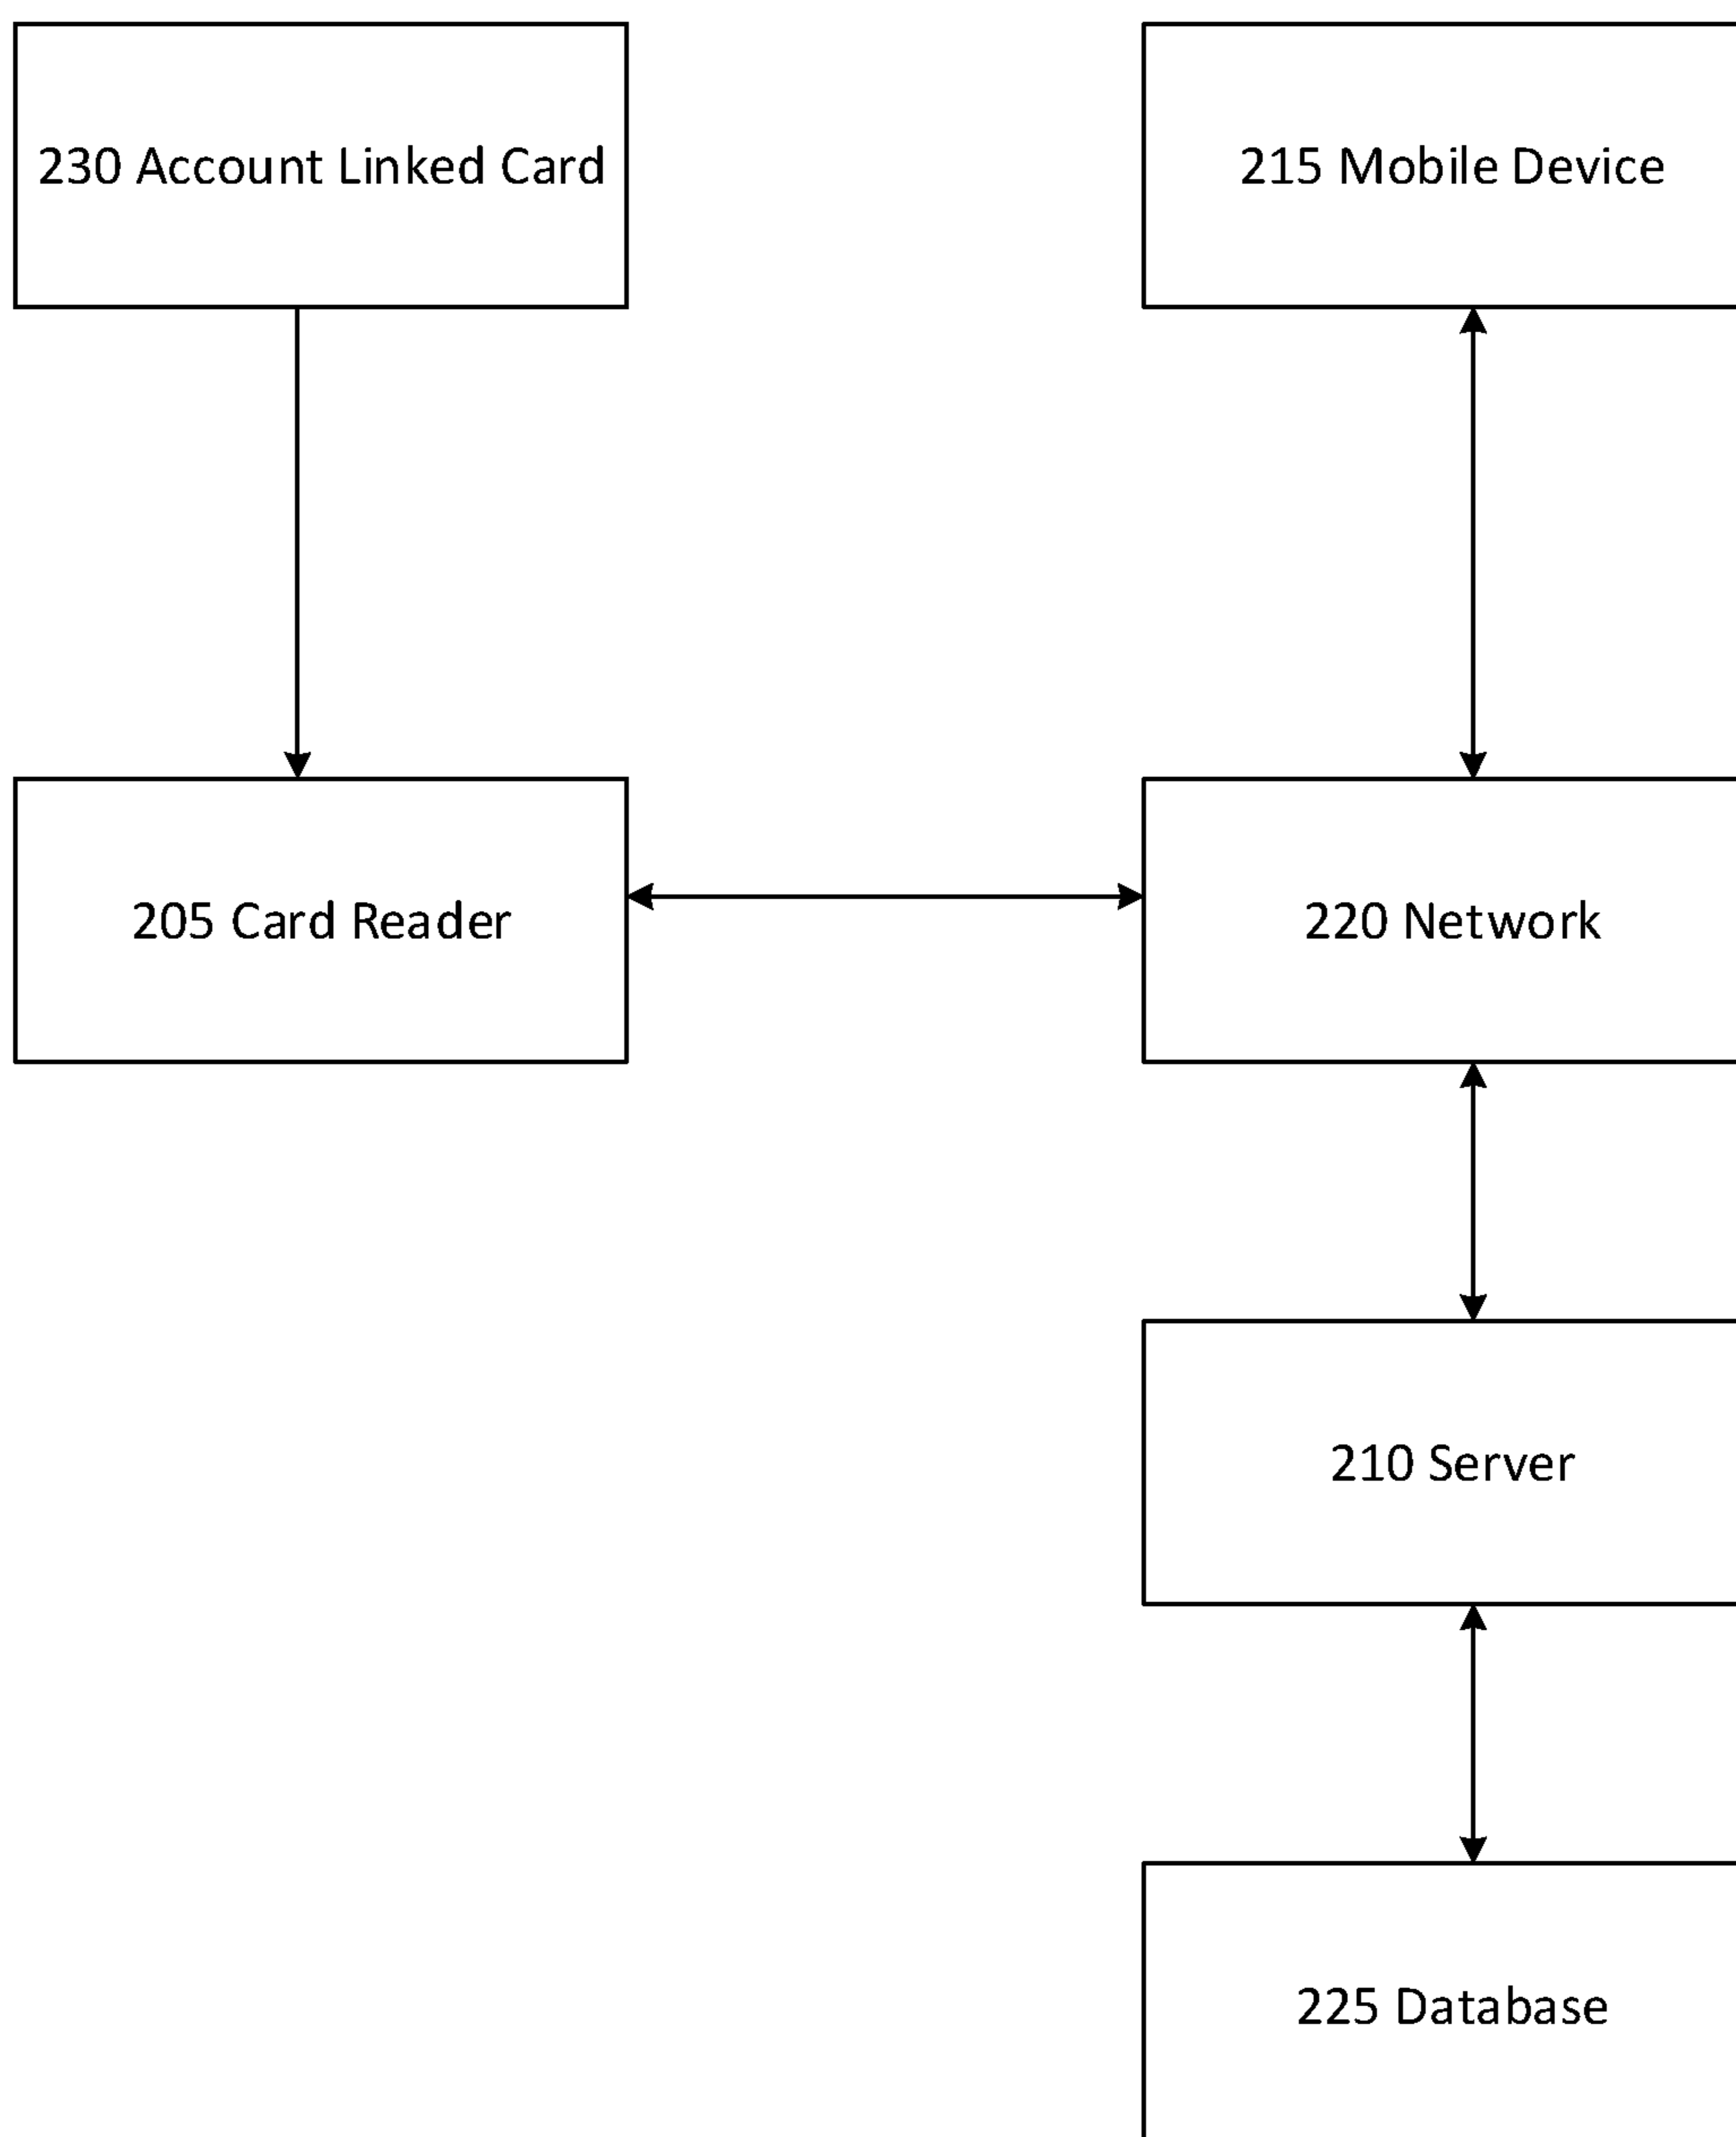 230 Account Linked Card
215 Mobile Device
205 Card Reader
220 Network
210 Server
225 Database